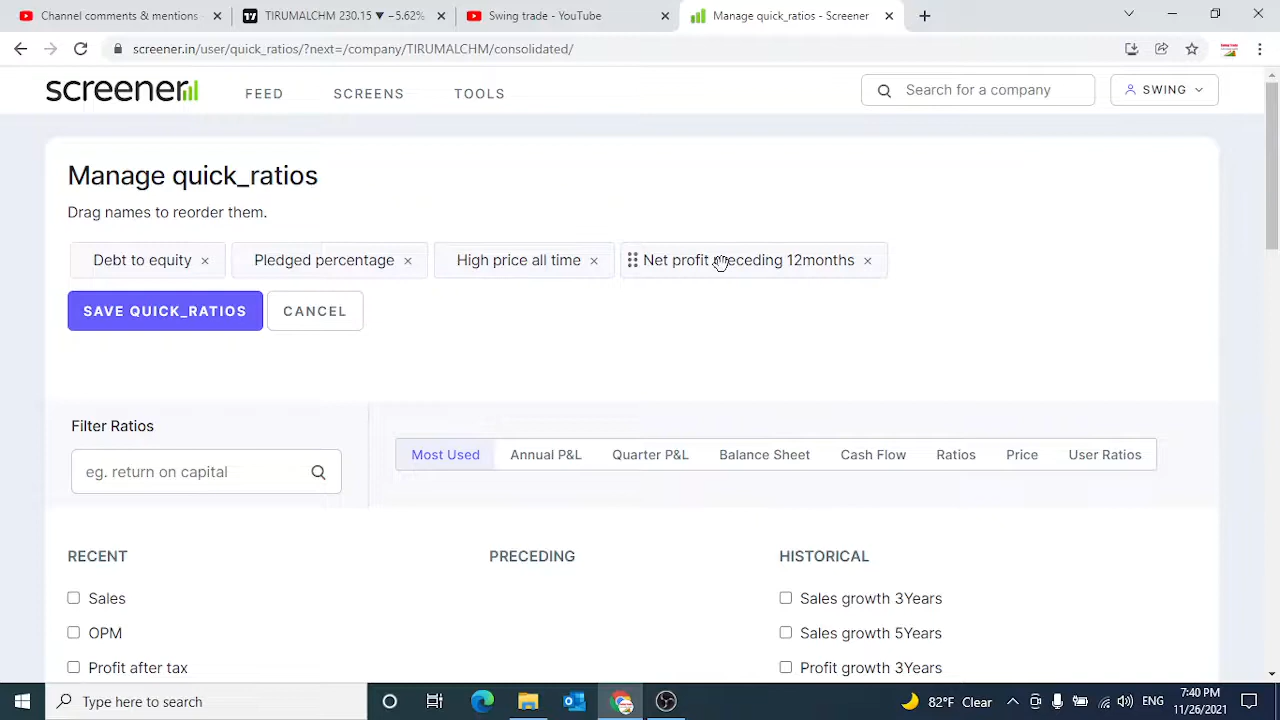 Channel comments & mentions
TIRUMALCHM 230.15 ▼ −5.62%
Swing trade - YouTube
Manage quick_ratios - Screener
screener.in/user/quick_ratios/?next=/company/TIRUMALCHM/consolidated/
screener
FEED
SCREENS
TOOLS
Search for a company
SWING
Manage quick_ratios
Drag names to reorder them.
Debt to equity ×
Pledged percentage ×
High price all time ×
Net profit preceding 12months ×
SAVE QUICK_RATIOS
CANCEL
Filter Ratios
eg. return on capital
Most Used
Annual P&L
Quarter P&L
Balance Sheet
Cash Flow
Ratios
Price
User Ratios
RECENT
PRECEDING
HISTORICAL
Sales
Sales growth 3Years
OPM
Sales growth 5Years
Profit after tax
Profit growth 3Years
Type here to search
82°F Clear
ENG
7:40 PM
11/26/2021